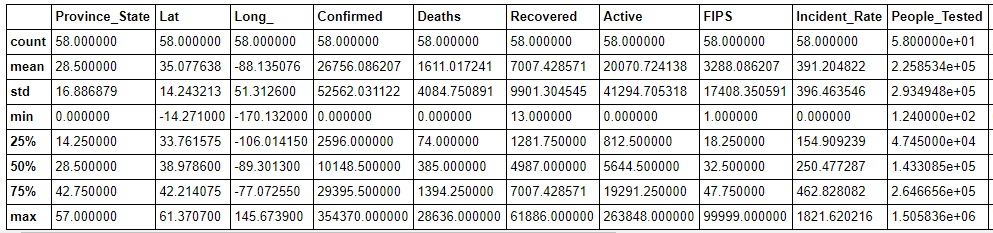 Province_State Lat Long_ Confirmed Deaths Recovered Active FIPS Incident_Rate People_Tested
count 58.000000 58.000000 58.000000 58.000000 58.000000 58.000000 58.000000 58.000000 58.000000 5.800000e+01
mean 28.500000 35.077638 -88.135076 26756.086207 1611.017241 7007.428571 20070.724138 3288.086207 391.204822 2.258534e+05
std 16.886879 14.243213 51.312600 52562.031122 4084.750891 9901.304545 41294.705318 17408.350591 396.463546 2.934948e+05
min 0.000000 -14.271000 -170.132000 0.000000 0.000000 13.000000 0.000000 1.000000 0.000000 1.240000e+02
25% 14.250000 33.761575 -106.014150 2596.000000 74.000000 1281.750000 812.500000 18.250000 154.909239 4.745000e+04
50% 28.500000 38.978600 -89.301300 10148.500000 385.000000 4987.000000 5644.500000 32.500000 250.477287 1.433085e+05
75% 42.750000 42.214075 -77.072550 29395.500000 1394.250000 7007.428571 19291.250000 47.750000 462.828082 2.646656e+05
max 57.000000 61.370700 145.673900 354370.000000 28636.000000 61886.000000 263848.000000 99999.000000 1821.620216 1.505836e+06